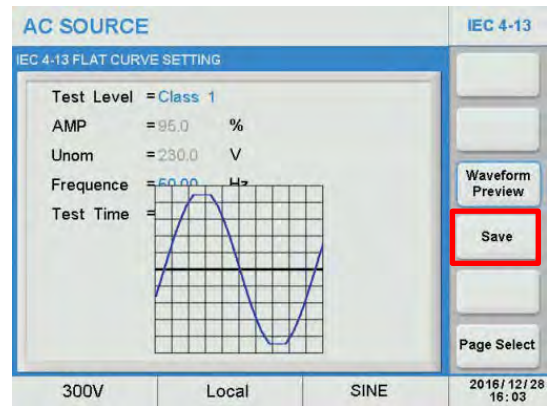 AC SOURCE
IEC 4-13
IEC 4-13 FLAT CURVE SETTING
Test Level =Class 1
AMP =95.0 %
Unom =230.0 V
Frequence =50.00 Hz
Test Time =
Waveform
Preview
Save
Page Select
300V
Local
SINE
2016/12/28
16:03